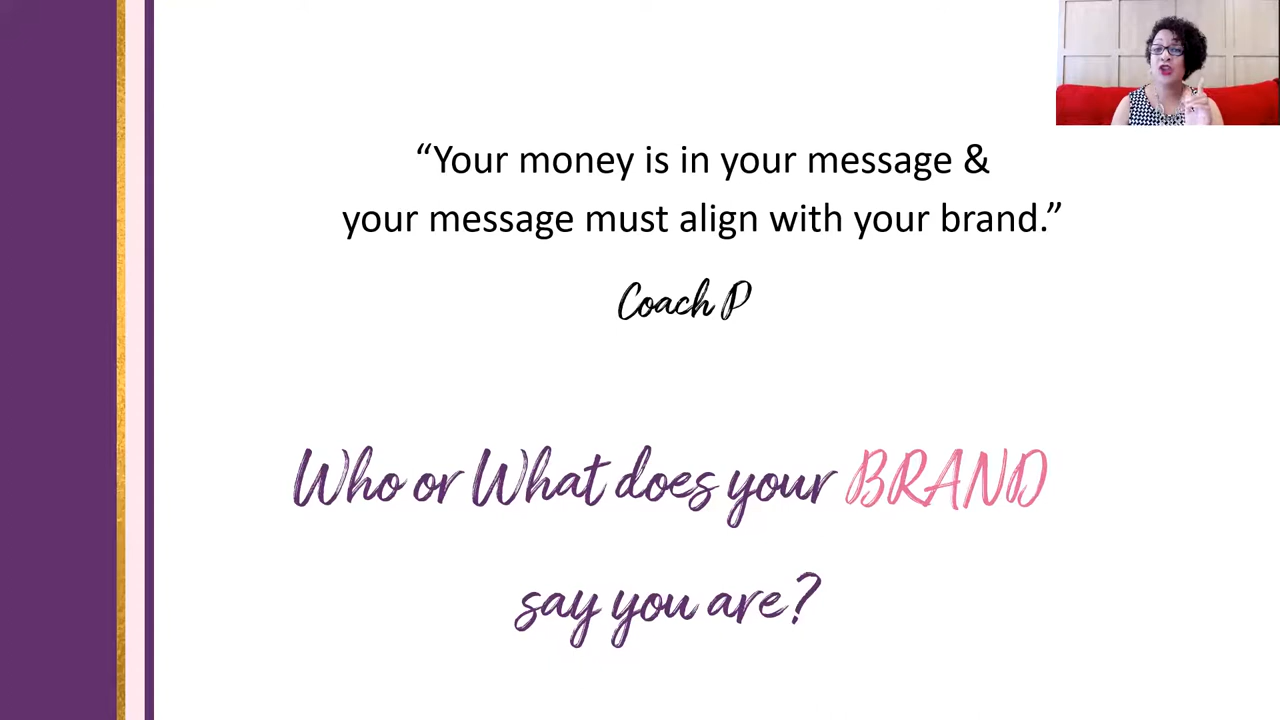 “Your money is in your message &
your message must align with your brand.”
Coach P
Who or What does your BRAND
say you are?